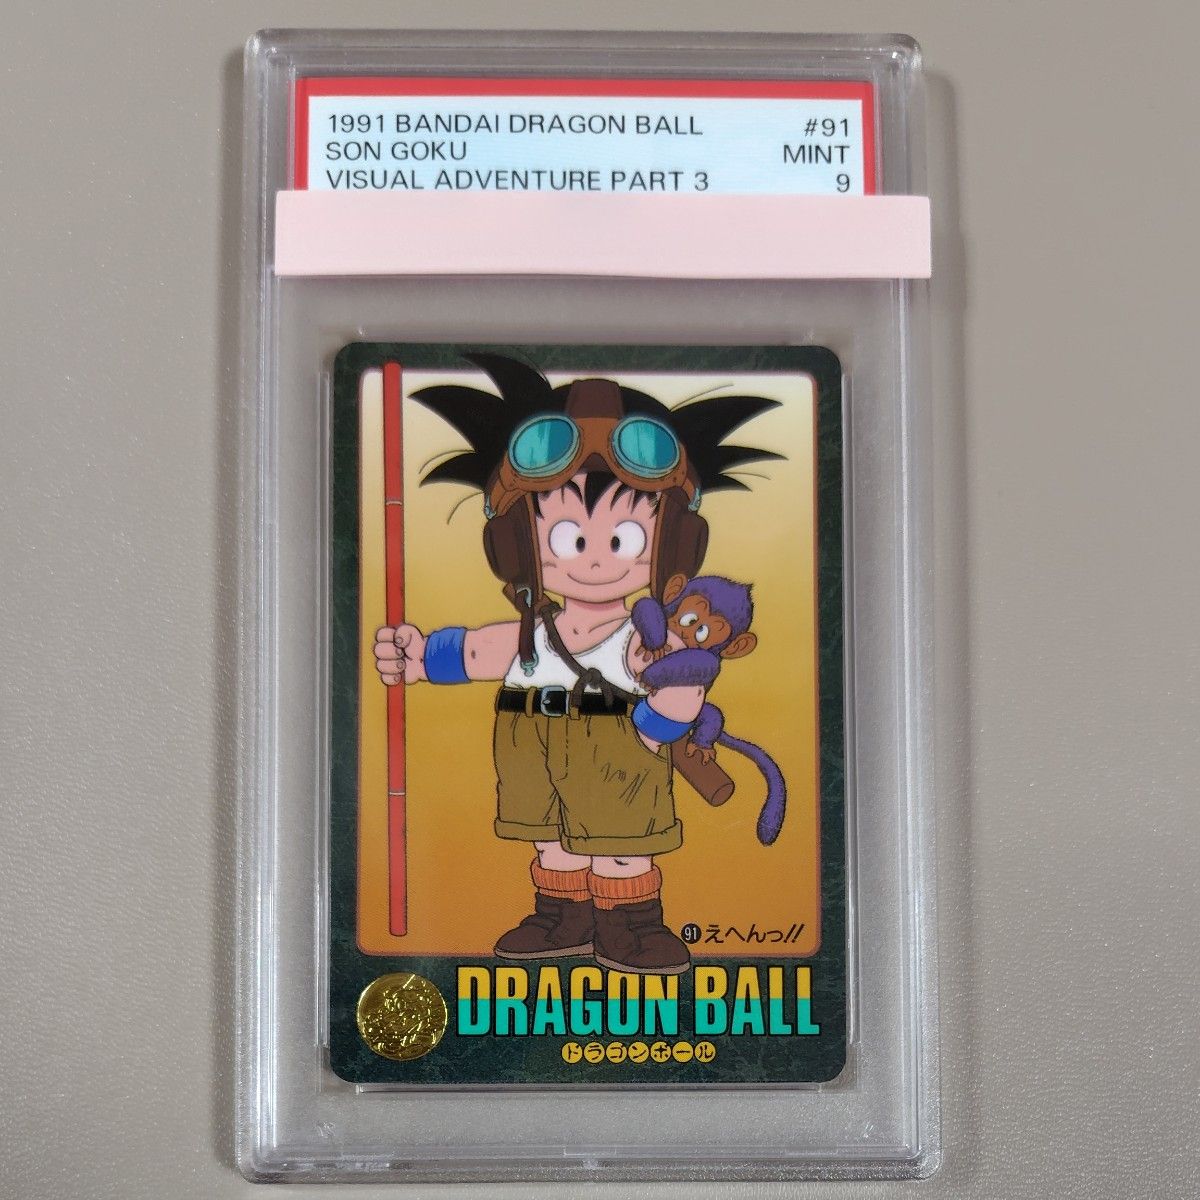 1991 BANDAI DRAGON BALL #91
SON GOKU MINT
VISUAL ADVENTURE PART 3 9
91 えへんっ!!
DRAGON BALL
ドラゴンボール